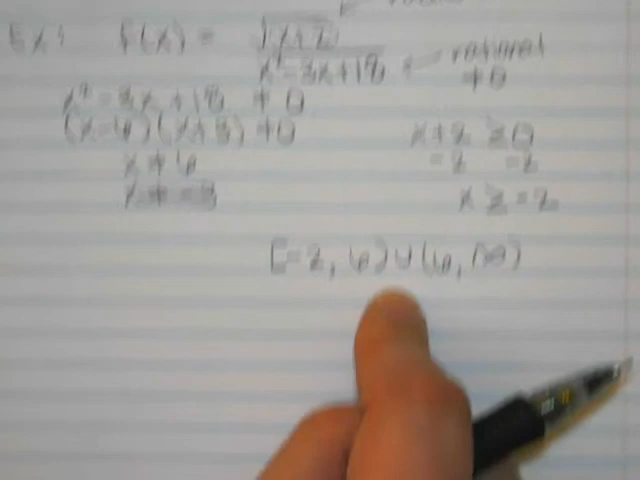 Ex: f(x) = √(x+2) / x² - 3x + 18 ← rational ≠ 0
x² - 3x + 18 ≠ 0
(x-6)(x+3) ≠ 0
x ≠ 6
x ≠ -3
x+2 ≥ 0
-2 -2
x ≥ -2
[-2, 6) ∪ (6, ∞)